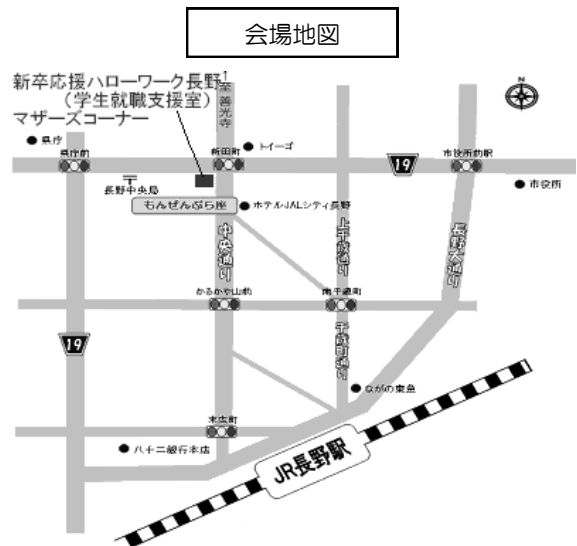 会場地図
新卒応援ハローワーク長野
（学生就職支援室）
マザーズコーナー
↑至善光寺
県庁
県庁前
新田町
トイーゴ
19
市役所前駅
市役所
〒
長野中央局
もんぜんぷら座
ホテルJALシティ長野
中央通り
上千歳通り
長野大通り
かるかや山前
南千歳町
19
千歳町通り
ながの東急
末広町
八十二銀行本店
JR長野駅
N